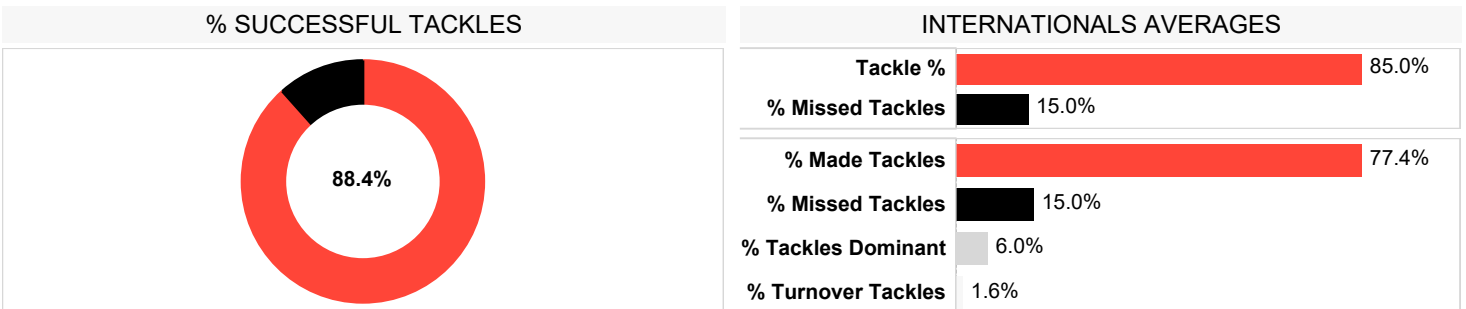 % SUCCESSFUL TACKLES
88.4%
INTERNATIONALS AVERAGES
Tackle % 85.0%
% Missed Tackles 15.0%
% Made Tackles 77.4%
% Missed Tackles 15.0%
% Tackles Dominant 6.0%
% Turnover Tackles 1.6%